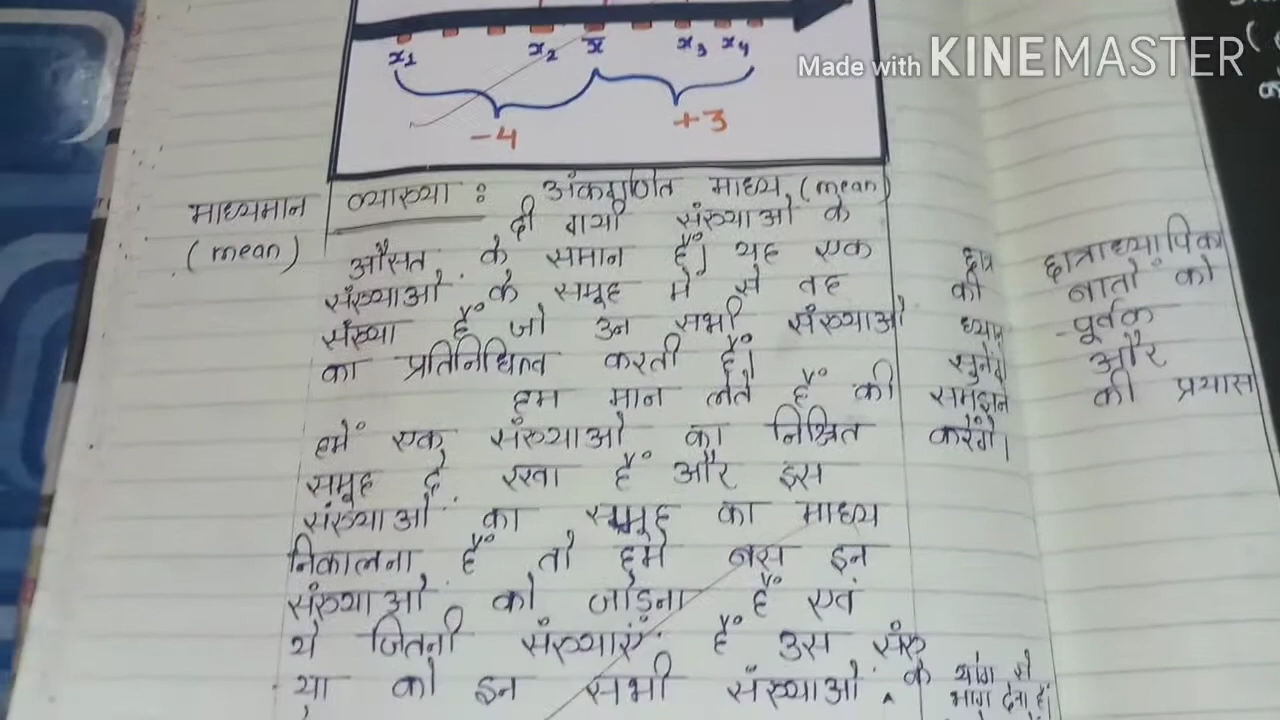 x1 x2 x̄ x3 x4
Made with KINEMASTER
-4 +3
माध्यमान
(mean)
व्याख्या : अंकगणित माध्य (mean)
दी गयी संख्याओं के
औसत के समान हैं। यह एक
संख्याओं के समूह में से वह
संख्या हैं जो उन सभी संख्याओं
का प्रतिनिधित्व करती हैं।
हम मान लेते हैं की
हमें एक संख्याओं का निश्चित
समूह दे रखा हैं और इस
संख्याओं का समूह का माध्य
निकालना हैं तो हमें बस इन
संख्याओं को जोड़ना हैं एवं
ये जितनी संख्याएं हैं उस संख्
या को इन सभी संख्याओं के योग से
भाग देना हैं
छात्र छात्राध्यापिका
की बातों को
ध्यान -पूर्वक
सुनेगे और
समझने की प्रयास
करेंगे।